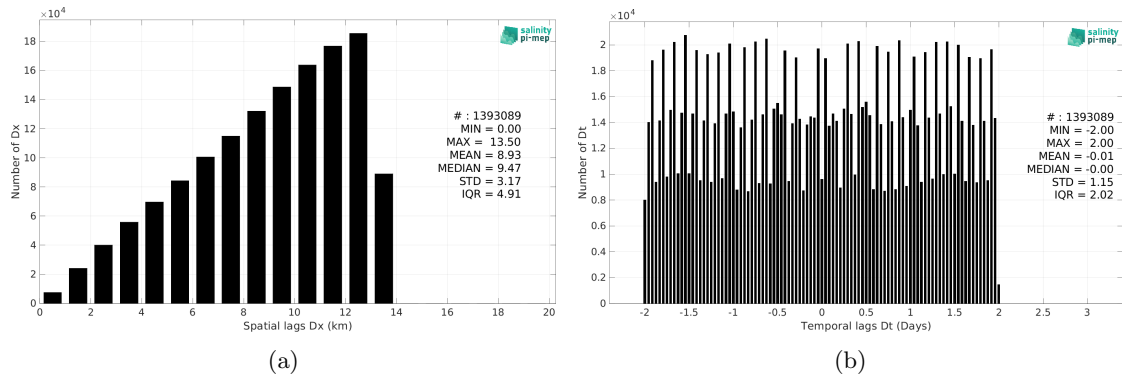 ×10⁴
salinity
pi-mep
18
16
14
12
10
8
6
4
2
0
Number of Dx
# : 1393089
MIN = 0.00
MAX = 13.50
MEAN = 8.93
MEDIAN = 9.47
STD = 3.17
IQR = 4.91
0 2 4 6 8 10 12 14 16 18 20
Spatial lags Dx (km)
(a)
×10⁴
salinity
pi-mep
2
1.8
1.6
1.4
1.2
1
0.8
0.6
0.4
0.2
0
Number of Dt
# : 1393089
MIN = -2.00
MAX = 2.00
MEAN = -0.01
MEDIAN = -0.00
STD = 1.15
IQR = 2.02
-2 -1.5 -1 -0.5 0 0.5 1 1.5 2 2.5 3
Temporal lags Dt (Days)
(b)